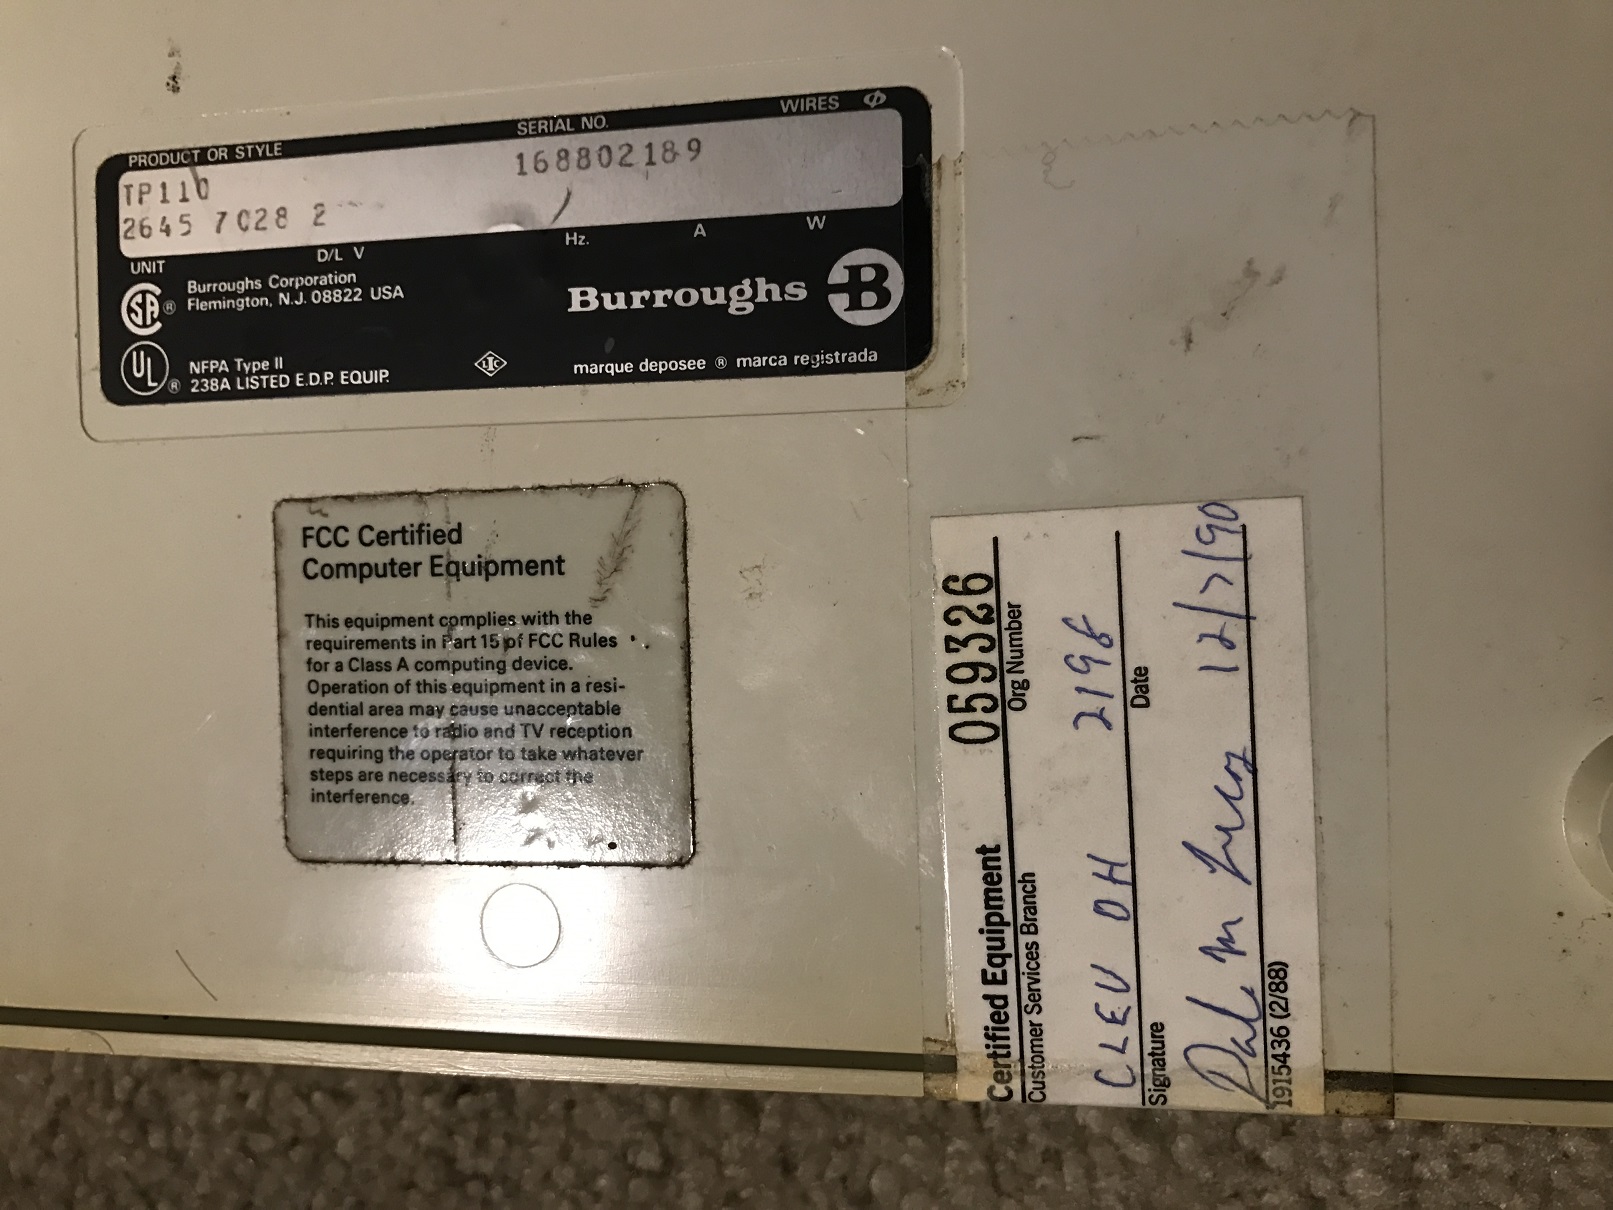 PRODUCT OR STYLE SERIAL NO. WIRES
TP110 168802189
2645 7028 2
UNIT D/L V Hz. A W
SA ®
Burroughs Corporation
Flemington, N.J. 08822 USA
Burroughs B
UL ®
NFPA Type II
238A LISTED E.D.P. EQUIP.
marque deposee ® marca registrada
FCC Certified
Computer Equipment
This equipment complies with the
requirements in Part 15 of FCC Rules
for a Class A computing device.
Operation of this equipment in a resi-
dential area may cause unacceptable
interference to radio and TV reception
requiring the operator to take whatever
steps are necessary to correct the
interference.
Certified Equipment 059326
Customer Services Branch Org Number
CLEV OH 2198
Signature Date
Dale M 12/7/90
1915436 (2/88)